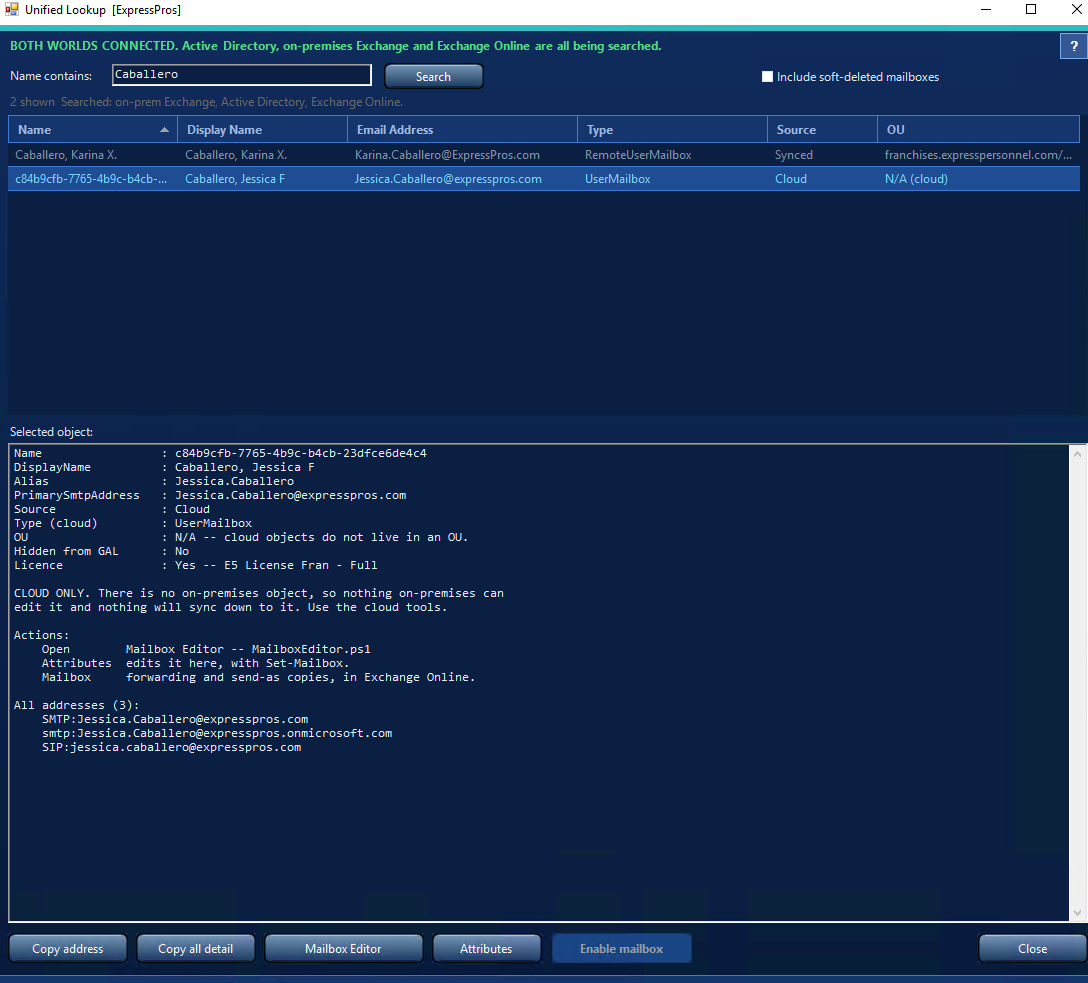 Unified Lookup [ExpressPros]
BOTH WORLDS CONNECTED. Active Directory, on-premises Exchange and Exchange Online are all being searched.
?
Name contains: Caballero Search Include soft-deleted mailboxes
2 shown Searched: on-prem Exchange, Active Directory, Exchange Online.
Name Display Name Email Address Type Source OU
Caballero, Karina X. Caballero, Karina X. Karina.Caballero@ExpressPros.com RemoteUserMailbox Synced franchises.expresspersonnel.com/...
c84b9cfb-7765-4b9c-b4cb-... Caballero, Jessica F Jessica.Caballero@expresspros.com UserMailbox Cloud N/A (cloud)
Selected object:
Name : c84b9cfb-7765-4b9c-b4cb-23dfce6de4c4
DisplayName : Caballero, Jessica F
Alias : Jessica.Caballero
PrimarySmtpAddress : Jessica.Caballero@expresspros.com
Source : Cloud
Type (cloud) : UserMailbox
OU : N/A -- cloud objects do not live in an OU.
Hidden from GAL : No
Licence : Yes -- E5 License Fran - Full
CLOUD ONLY. There is no on-premises object, so nothing on-premises can
edit it and nothing will sync down to it. Use the cloud tools.
Actions:
Open Mailbox Editor -- MailboxEditor.ps1
Attributes edits it here, with Set-Mailbox.
Mailbox forwarding and send-as copies, in Exchange Online.
All addresses (3):
SMTP:Jessica.Caballero@expresspros.com
smtp:Jessica.Caballero@expresspros.onmicrosoft.com
SIP:jessica.caballero@expresspros.com
Copy address Copy all detail Mailbox Editor Attributes Enable mailbox Close